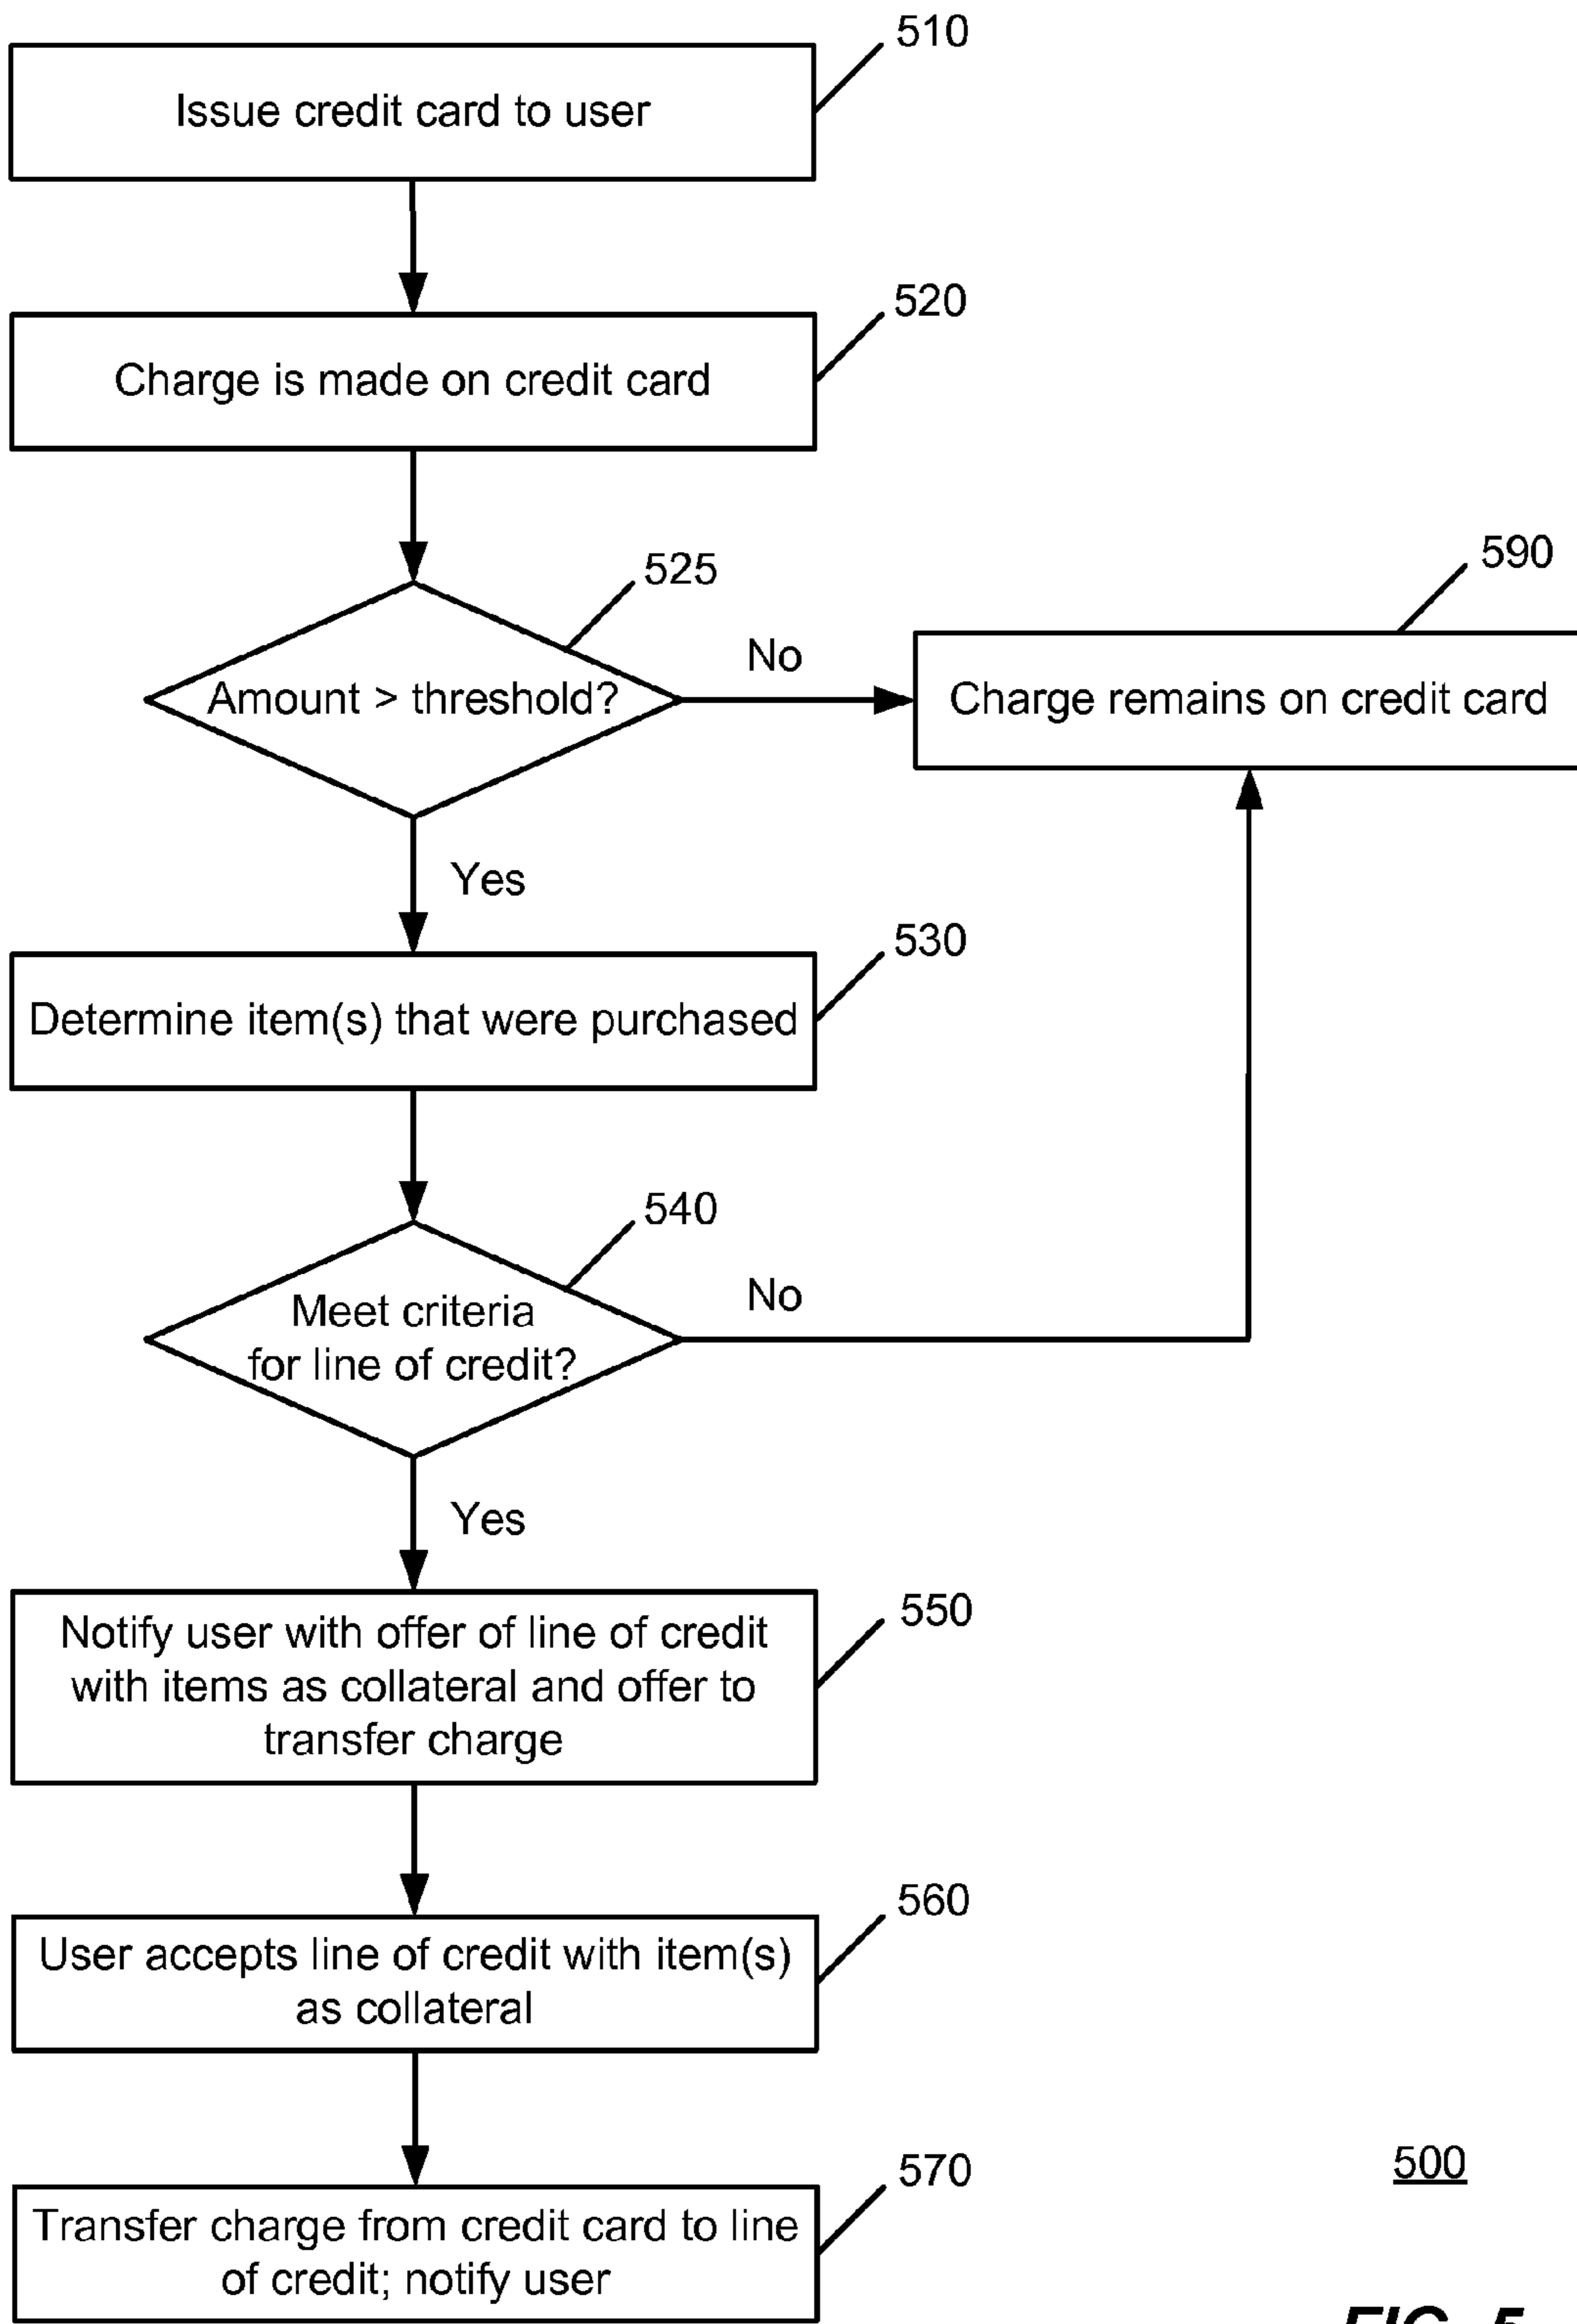 510
Issue credit card to user
520
Charge is made on credit card
525
Amount > threshold?
No
590
Charge remains on credit card
Yes
530
Determine item(s) that were purchased
540
Meet criteria
for line of credit?
No
Yes
550
Notify user with offer of line of credit
with items as collateral and offer to
transfer charge
560
User accepts line of credit with item(s)
as collateral
570
Transfer charge from credit card to line
of credit; notify user
500
FIG. 5